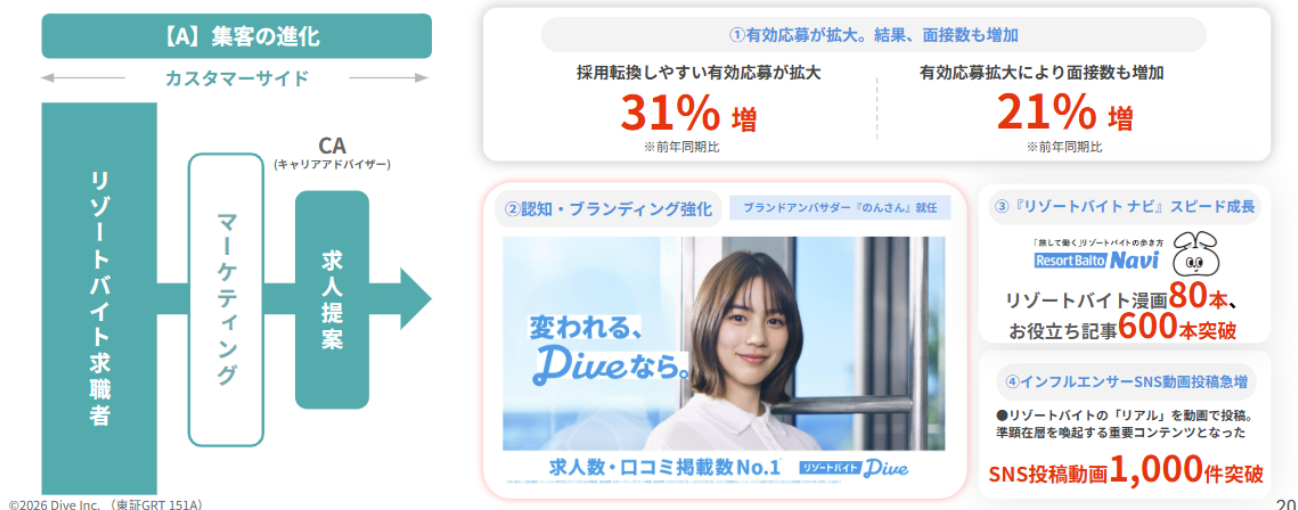 【A】集客の進化
カスタマーサイド
リゾートバイト求職者
マーケティング
CA
(キャリアアドバイザー)
求人提案
①有効応募が拡大。結果、面接数も増加
採用転換しやすい有効応募が拡大
31% 増
※前年同期比
有効応募拡大により面接数も増加
21% 増
※前年同期比
②認知・ブランディング強化
ブランドアンバサダー『のんさん』就任
変われる、
Diveなら。
求人数・口コミ掲載数No.1
リゾートバイト Dive
③『リゾートバイト ナビ』スピード成長
「旅して働く」リゾートバイトの歩き方
Resort Baito Navi
リゾートバイト漫画80本、
お役立ち記事600本突破
④インフルエンサーSNS動画投稿急増
●リゾートバイトの「リアル」を動画で投稿。
準顕在層を喚起する重要コンテンツとなった
SNS投稿動画1,000件突破
©2026 Dive Inc. （東証GRT 151A）
20